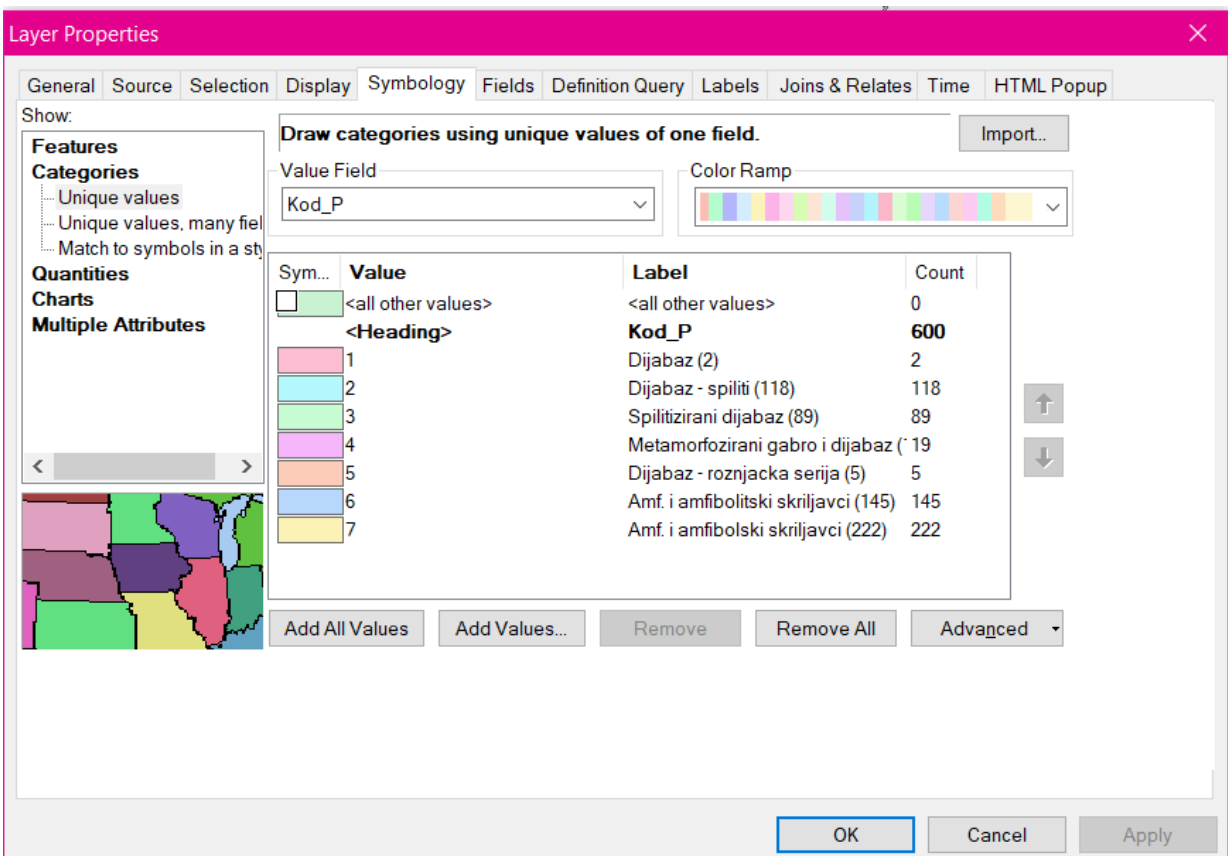 Layer Properties
General Source Selection Display Symbology Fields Definition Query Labels Joins & Relates Time HTML Popup
Show:
Features
Categories
Unique values
Unique values, many fiel
Match to symbols in a sty
Quantities
Charts
Multiple Attributes
Draw categories using unique values of one field.
Import...
Value Field
Kod_P
Color Ramp
Sym... Value Label Count
<all other values> <all other values> 0
<Heading> Kod_P 600
1 Dijabaz (2) 2
2 Dijabaz - spiliti (118) 118
3 Spilitizirani dijabaz (89) 89
4 Metamorfozirani gabro i dijabaz ( 19
5 Dijabaz - roznjacka serija (5) 5
6 Amf. i amfibolitski skriljavci (145) 145
7 Amf. i amfibolski skriljavci (222) 222
Add All Values Add Values... Remove Remove All Advanced
OK Cancel Apply